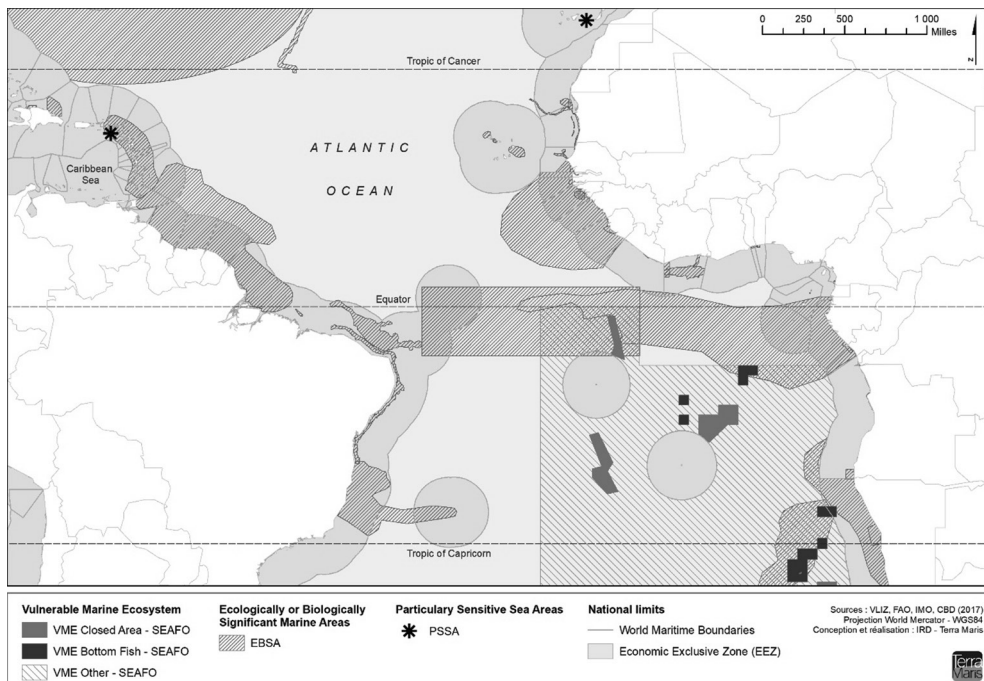 0 250 500 1 000
Milles
N
Tropic of Cancer
ATLANTIC
OCEAN
Caribbean
Sea
Equator
Tropic of Capricorn
Vulnerable Marine Ecosystem
VME Closed Area - SEAFO
VME Bottom Fish - SEAFO
VME Other - SEAFO
Ecologically or Biologically
Significant Marine Areas
EBSA
Particulary Sensitive Sea Areas
PSSA
National limits
World Maritime Boundaries
Economic Exclusive Zone (EEZ)
Sources : VLIZ, FAO, IMO, CBD (2017)
Projection World Mercator - WGS84
Conception et réalisation : IRD - Terra Maris
Terra
Maris